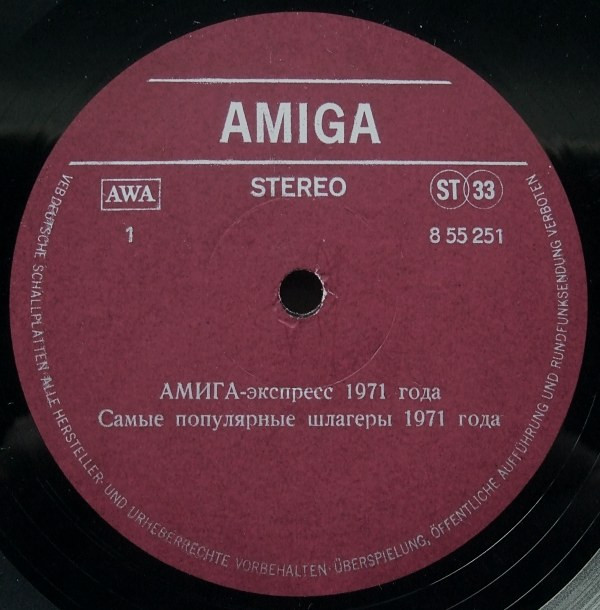 AMIGA
AWA
STEREO
ST 33
1
8 55 251
АМИГА-экспресс 1971 года
Самые популярные шлагеры 1971 года
VEB DEUTSCHE SCHALLPLATTEN · ALLE HERSTELLER- UND URHEBERRECHTE VORBEHALTEN · ÜBERSPIELUNG, ÖFFENTLICHE AUFFÜHRUNG UND RUNDFUNKSENDUNG VERBOTEN